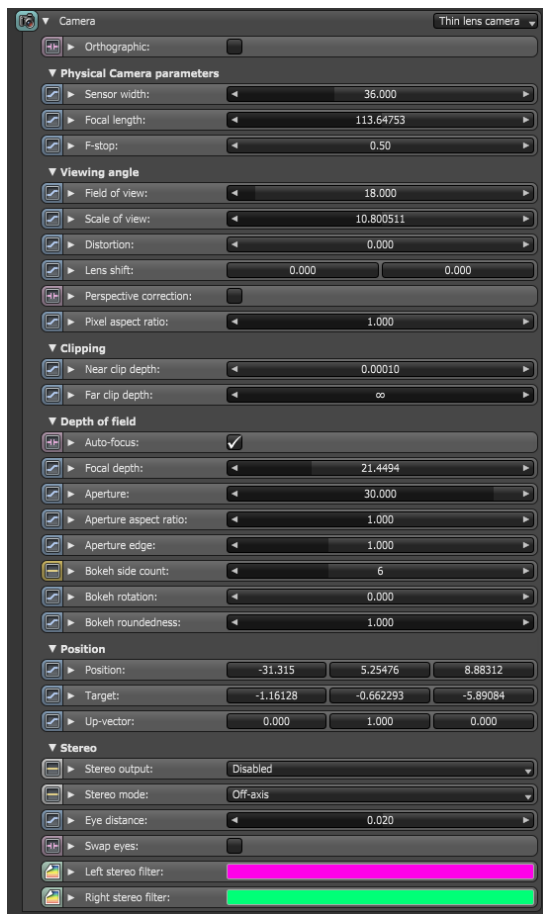 Camera Thin lens camera
Orthographic:
Physical Camera parameters
Sensor width: 36.000
Focal length: 113.64753
F-stop: 0.50
Viewing angle
Field of view: 18.000
Scale of view: 10.800511
Distortion: 0.000
Lens shift: 0.000 0.000
Perspective correction:
Pixel aspect ratio: 1.000
Clipping
Near clip depth: 0.00010
Far clip depth: ∞
Depth of field
Auto-focus:
Focal depth: 21.4494
Aperture: 30.000
Aperture aspect ratio: 1.000
Aperture edge: 1.000
Bokeh side count: 6
Bokeh rotation: 0.000
Bokeh roundedness: 1.000
Position
Position: -31.315 5.25476 8.88312
Target: -1.16128 -0.662293 -5.89084
Up-vector: 0.000 1.000 0.000
Stereo
Stereo output: Disabled
Stereo mode: Off-axis
Eye distance: 0.020
Swap eyes:
Left stereo filter:
Right stereo filter: